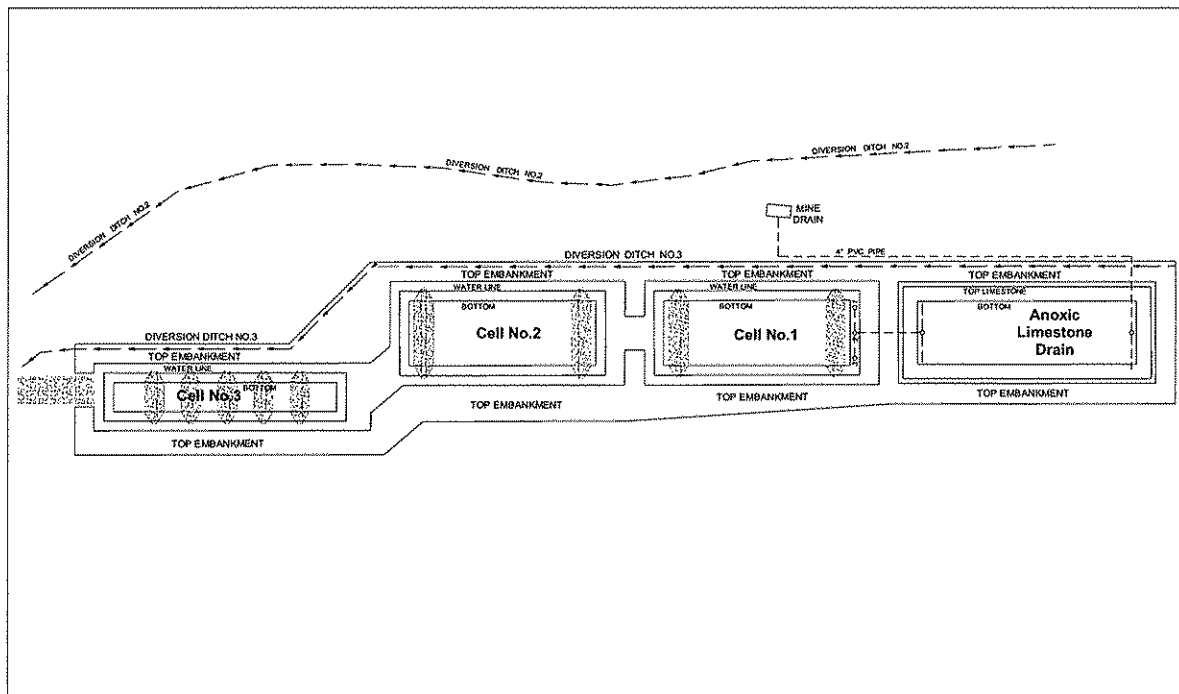 DIVERSION DITCH NO.2
DIVERSION DITCH NO.2
DIVERSION DITCH NO.2
MINE
DRAIN
4" PVC PIPE
DIVERSION DITCH NO.3
TOP EMBANKMENT
TOP EMBANKMENT
TOP EMBANKMENT
WATER LINE
WATER LINE
TOP LIMESTONE
BOTTOM
BOTTOM
BOTTOM
Cell No.2
Cell No.1
Anoxic
Limestone
Drain
DIVERSION DITCH NO.3
TOP EMBANKMENT
WATER LINE
BOTTOM
Cell No.3
TOP EMBANKMENT
TOP EMBANKMENT
TOP EMBANKMENT
TOP EMBANKMENT